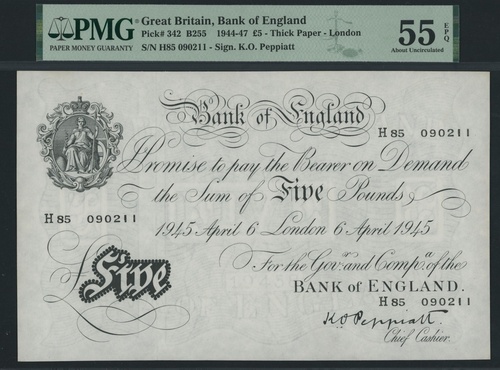 PMG
PAPER MONEY GUARANTY
Great Britain, Bank of England
Pick# 342 B255 1944-47 £5 - Thick Paper - London
S/N H85 090211 - Sign. K.O. Peppiatt
55 EPQ
About Uncirculated
Bank of England
H85 090211
I Promise to pay the Bearer on Demand
the Sum of Five Pounds
H85 090211
1945 April 6 London 6 April 1945
For the Govr. and Compa. of the
BANK OF ENGLAND.
H85 090211
£Five
K.O. Peppiatt
Chief Cashier.